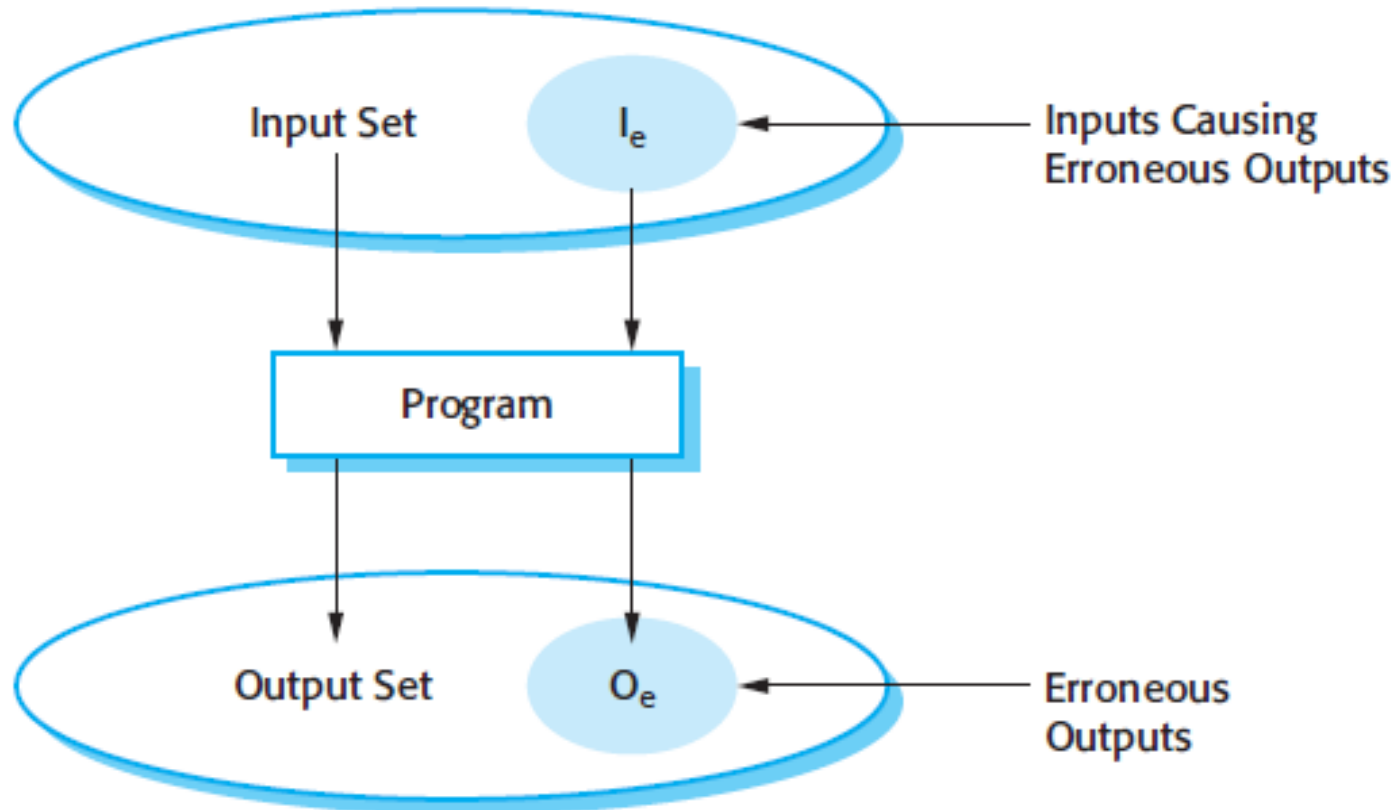 Input Set
Iₑ
Inputs Causing
Erroneous Outputs
Program
Output Set
Oₑ
Erroneous
Outputs